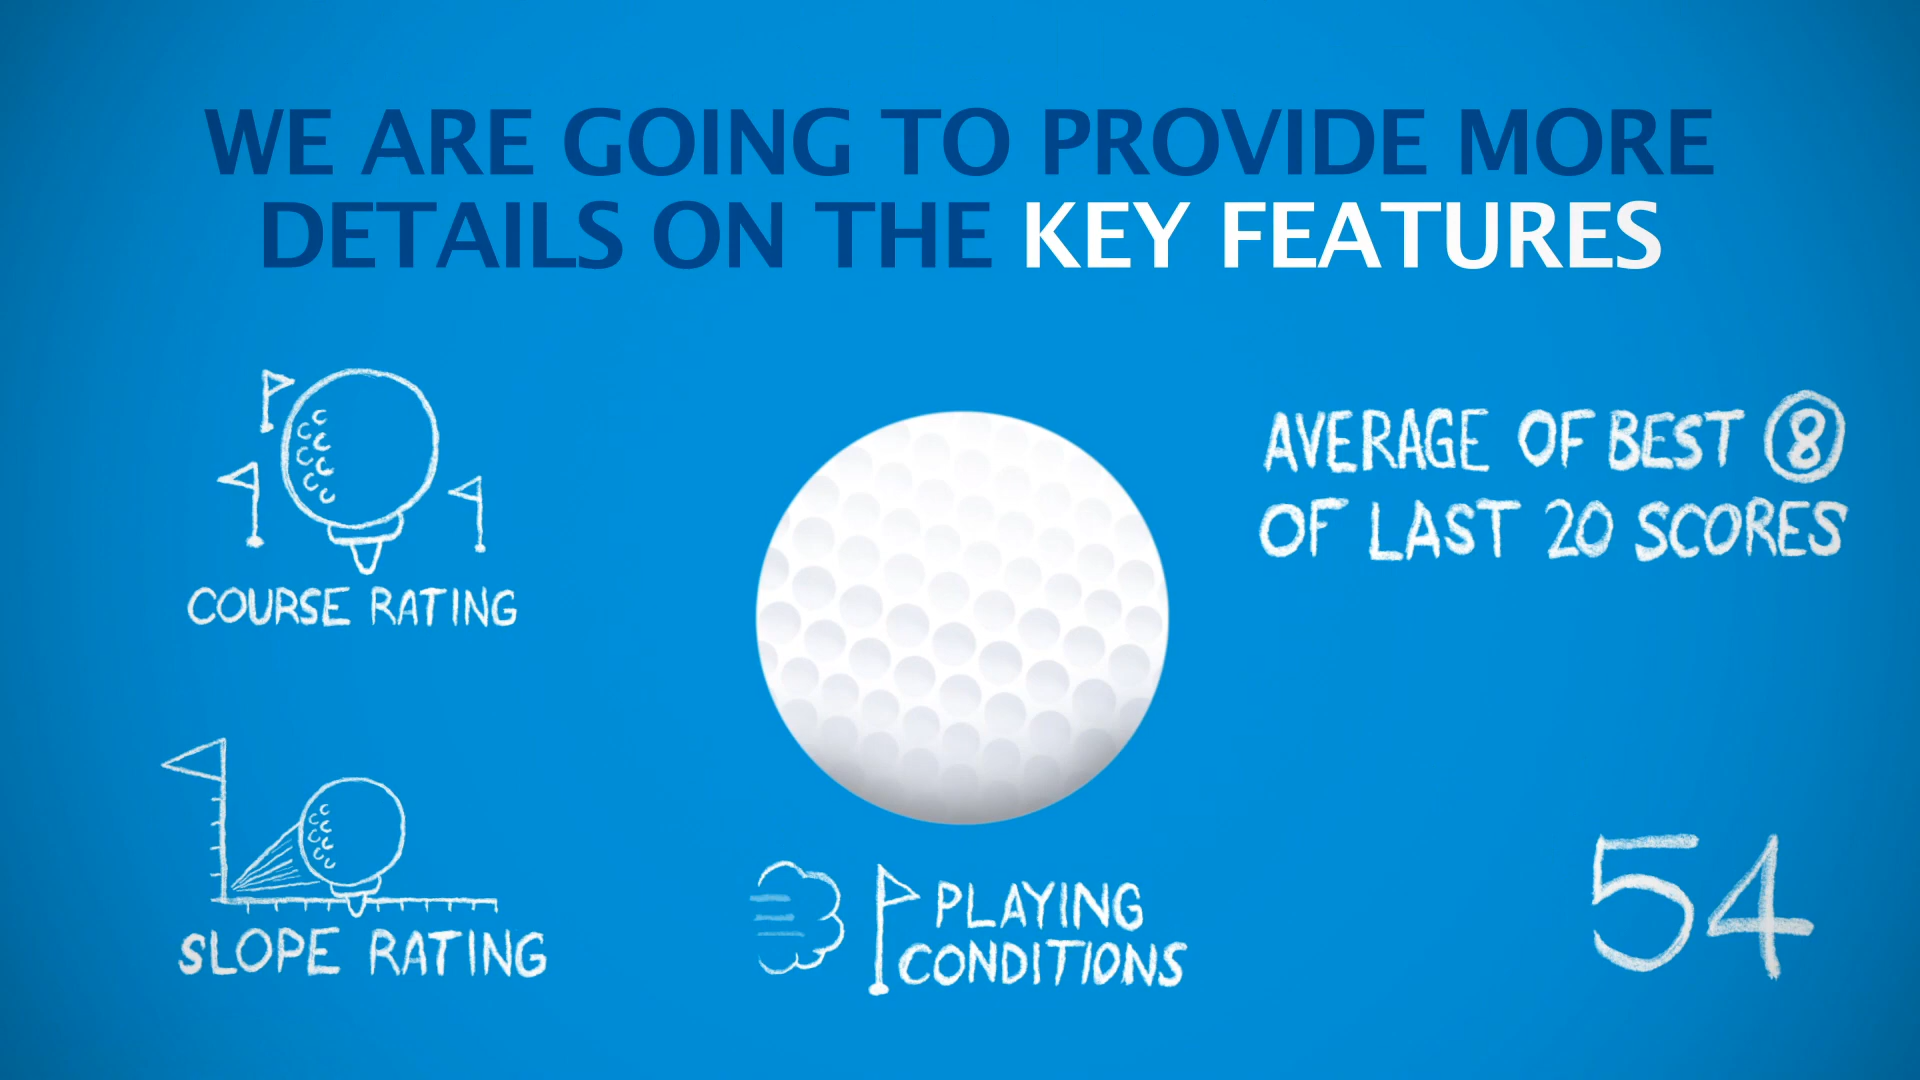 WE ARE GOING TO PROVIDE MORE
DETAILS ON THE KEY FEATURES
AVERAGE OF BEST 8
OF LAST 20 SCORES
COURSE RATING
SLOPE RATING
PLAYING
CONDITIONS
54